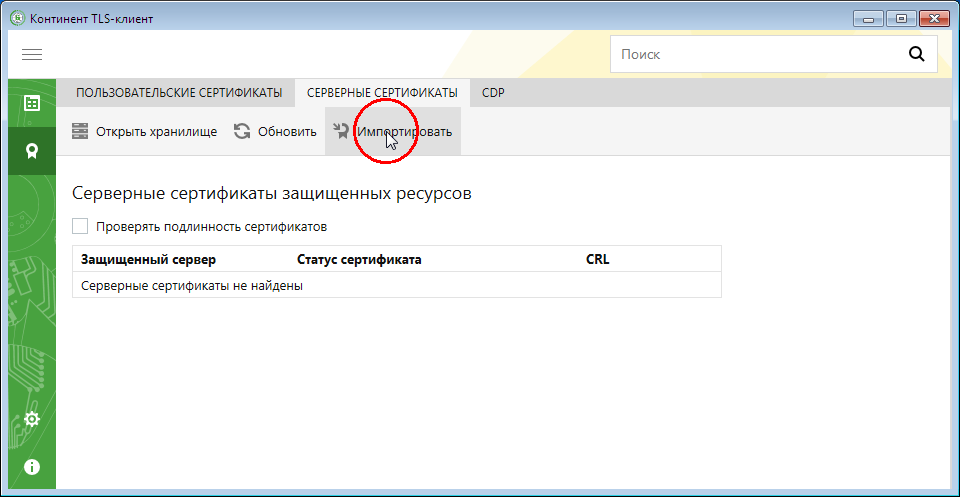 Континент TLS-клиент
Поиск
ПОЛЬЗОВАТЕЛЬСКИЕ СЕРТИФИКАТЫ СЕРВЕРНЫЕ СЕРТИФИКАТЫ CDP
Открыть хранилище Обновить Импортировать
Серверные сертификаты защищенных ресурсов
Проверять подлинность сертификатов
Защищенный сервер Статус сертификата CRL
Серверные сертификаты не найдены